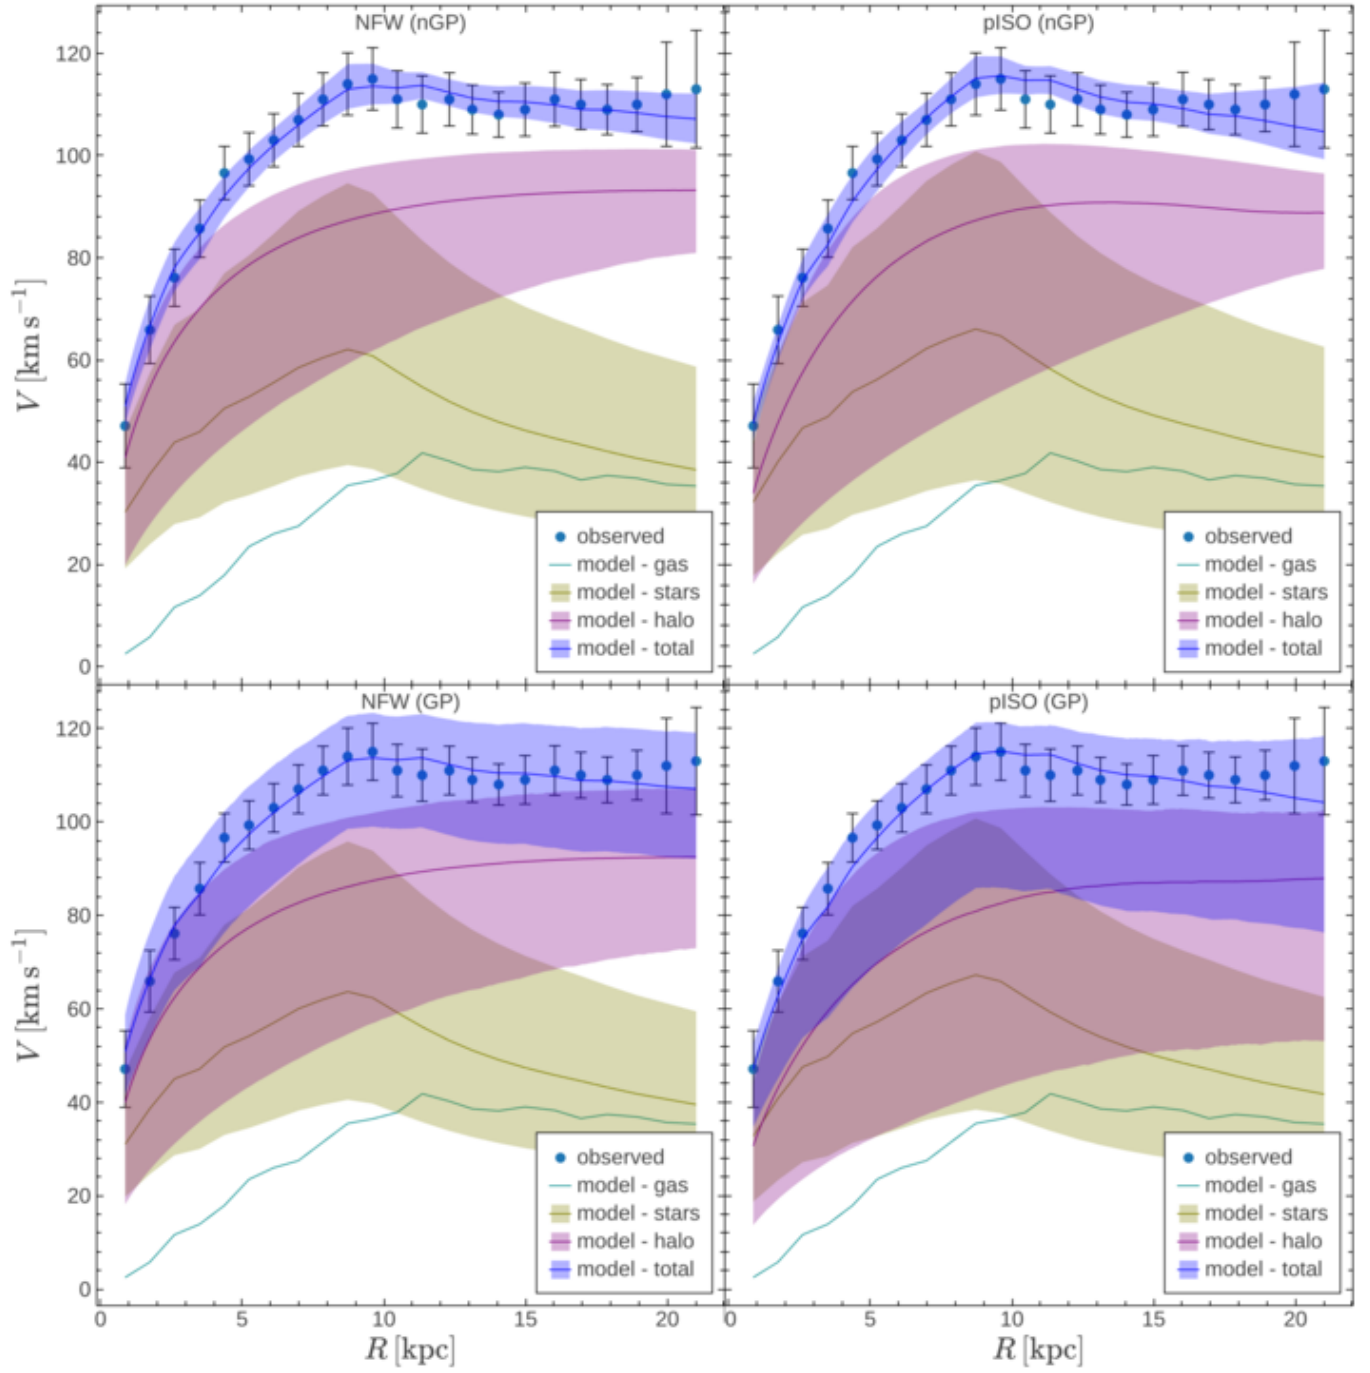 NFW (nGP)
pISO (nGP)
120
100
80
60
40
20
0
V [km s⁻¹]
observed
model - gas
model - stars
model - halo
model - total
observed
model - gas
model - stars
model - halo
model - total
NFW (GP)
pISO (GP)
120
100
80
60
40
20
0
V [km s⁻¹]
observed
model - gas
model - stars
model - halo
model - total
observed
model - gas
model - stars
model - halo
model - total
0 5 10 15 20 0 5 10 15 20
R [kpc] R [kpc]